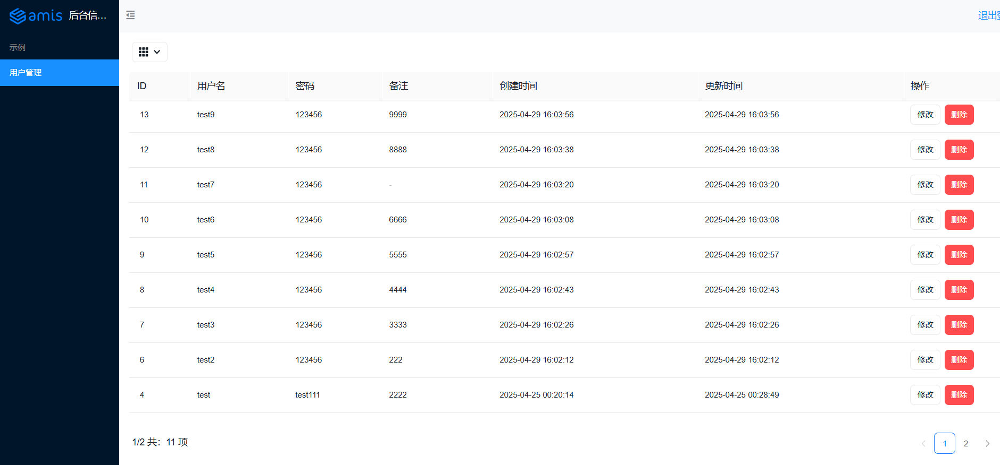 amis 后台信...
退出
示例
用户管理
ID 用户名 密码 备注 创建时间 更新时间 操作
13 test9 123456 9999 2025-04-29 16:03:56 2025-04-29 16:03:56 修改 删除
12 test8 123456 8888 2025-04-29 16:03:38 2025-04-29 16:03:38 修改 删除
11 test7 123456 - 2025-04-29 16:03:20 2025-04-29 16:03:20 修改 删除
10 test6 123456 6666 2025-04-29 16:03:08 2025-04-29 16:03:08 修改 删除
9 test5 123456 5555 2025-04-29 16:02:57 2025-04-29 16:02:57 修改 删除
8 test4 123456 4444 2025-04-29 16:02:43 2025-04-29 16:02:43 修改 删除
7 test3 123456 3333 2025-04-29 16:02:26 2025-04-29 16:02:26 修改 删除
6 test2 123456 222 2025-04-29 16:02:12 2025-04-29 16:02:12 修改 删除
4 test test111 2222 2025-04-25 00:20:14 2025-04-25 00:28:49 修改 删除
1/2 共：11 项
1 2